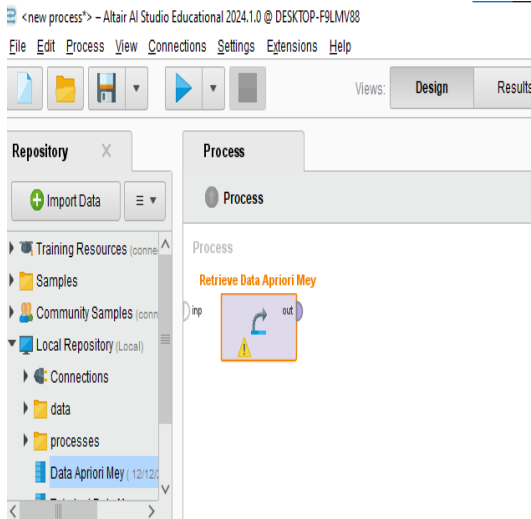 <new process*> – Altair AI Studio Educational 2024.1.0 @ DESKTOP-F9LMV88
File Edit Process View Connections Settings Extensions Help
Views: Design Results
Repository Process
Import Data
Process
Training Resources (conne
Process
Samples
Retrieve Data Apriori Mey
Community Samples (conn
inp out
Local Repository (Local)
Connections
data
processes
Data Apriori Mey ( 12/12/2